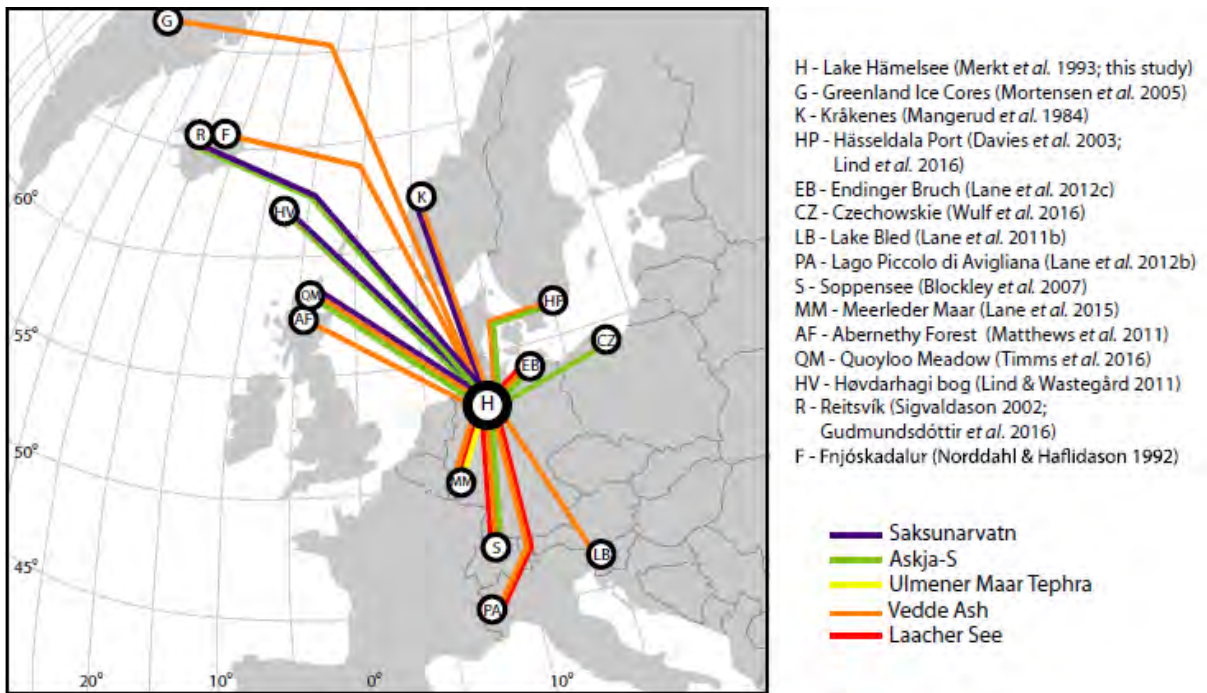 G
R F
60°
K
HV
QM
AF
HP
CZ
EB
H
55°
50°
MM
S
LB
45°
PA
20° 10° 0° 10°
H - Lake Hämelsee (Merkt et al. 1993; this study)
G - Greenland Ice Cores (Mortensen et al. 2005)
K - Kråkenes (Mangerud et al. 1984)
HP - Hässeldala Port (Davies et al. 2003;
Lind et al. 2016)
EB - Endinger Bruch (Lane et al. 2012c)
CZ - Czechowskie (Wulf et al. 2016)
LB - Lake Bled (Lane et al. 2011b)
PA - Lago Piccolo di Avigliana (Lane et al. 2012b)
S - Soppensee (Blockley et al. 2007)
MM - Meerleder Maar (Lane et al. 2015)
AF - Abernethy Forest (Matthews et al. 2011)
QM - Quoyloo Meadow (Timms et al. 2016)
HV - Høvdarhagi bog (Lind & Wastegård 2011)
R - Reitsvík (Sigvaldason 2002;
Gudmundsdóttir et al. 2016)
F - Fnjóskadalur (Norddahl & Haflidason 1992)
Saksunarvatn
Askja-S
Ulmener Maar Tephra
Vedde Ash
Laacher See